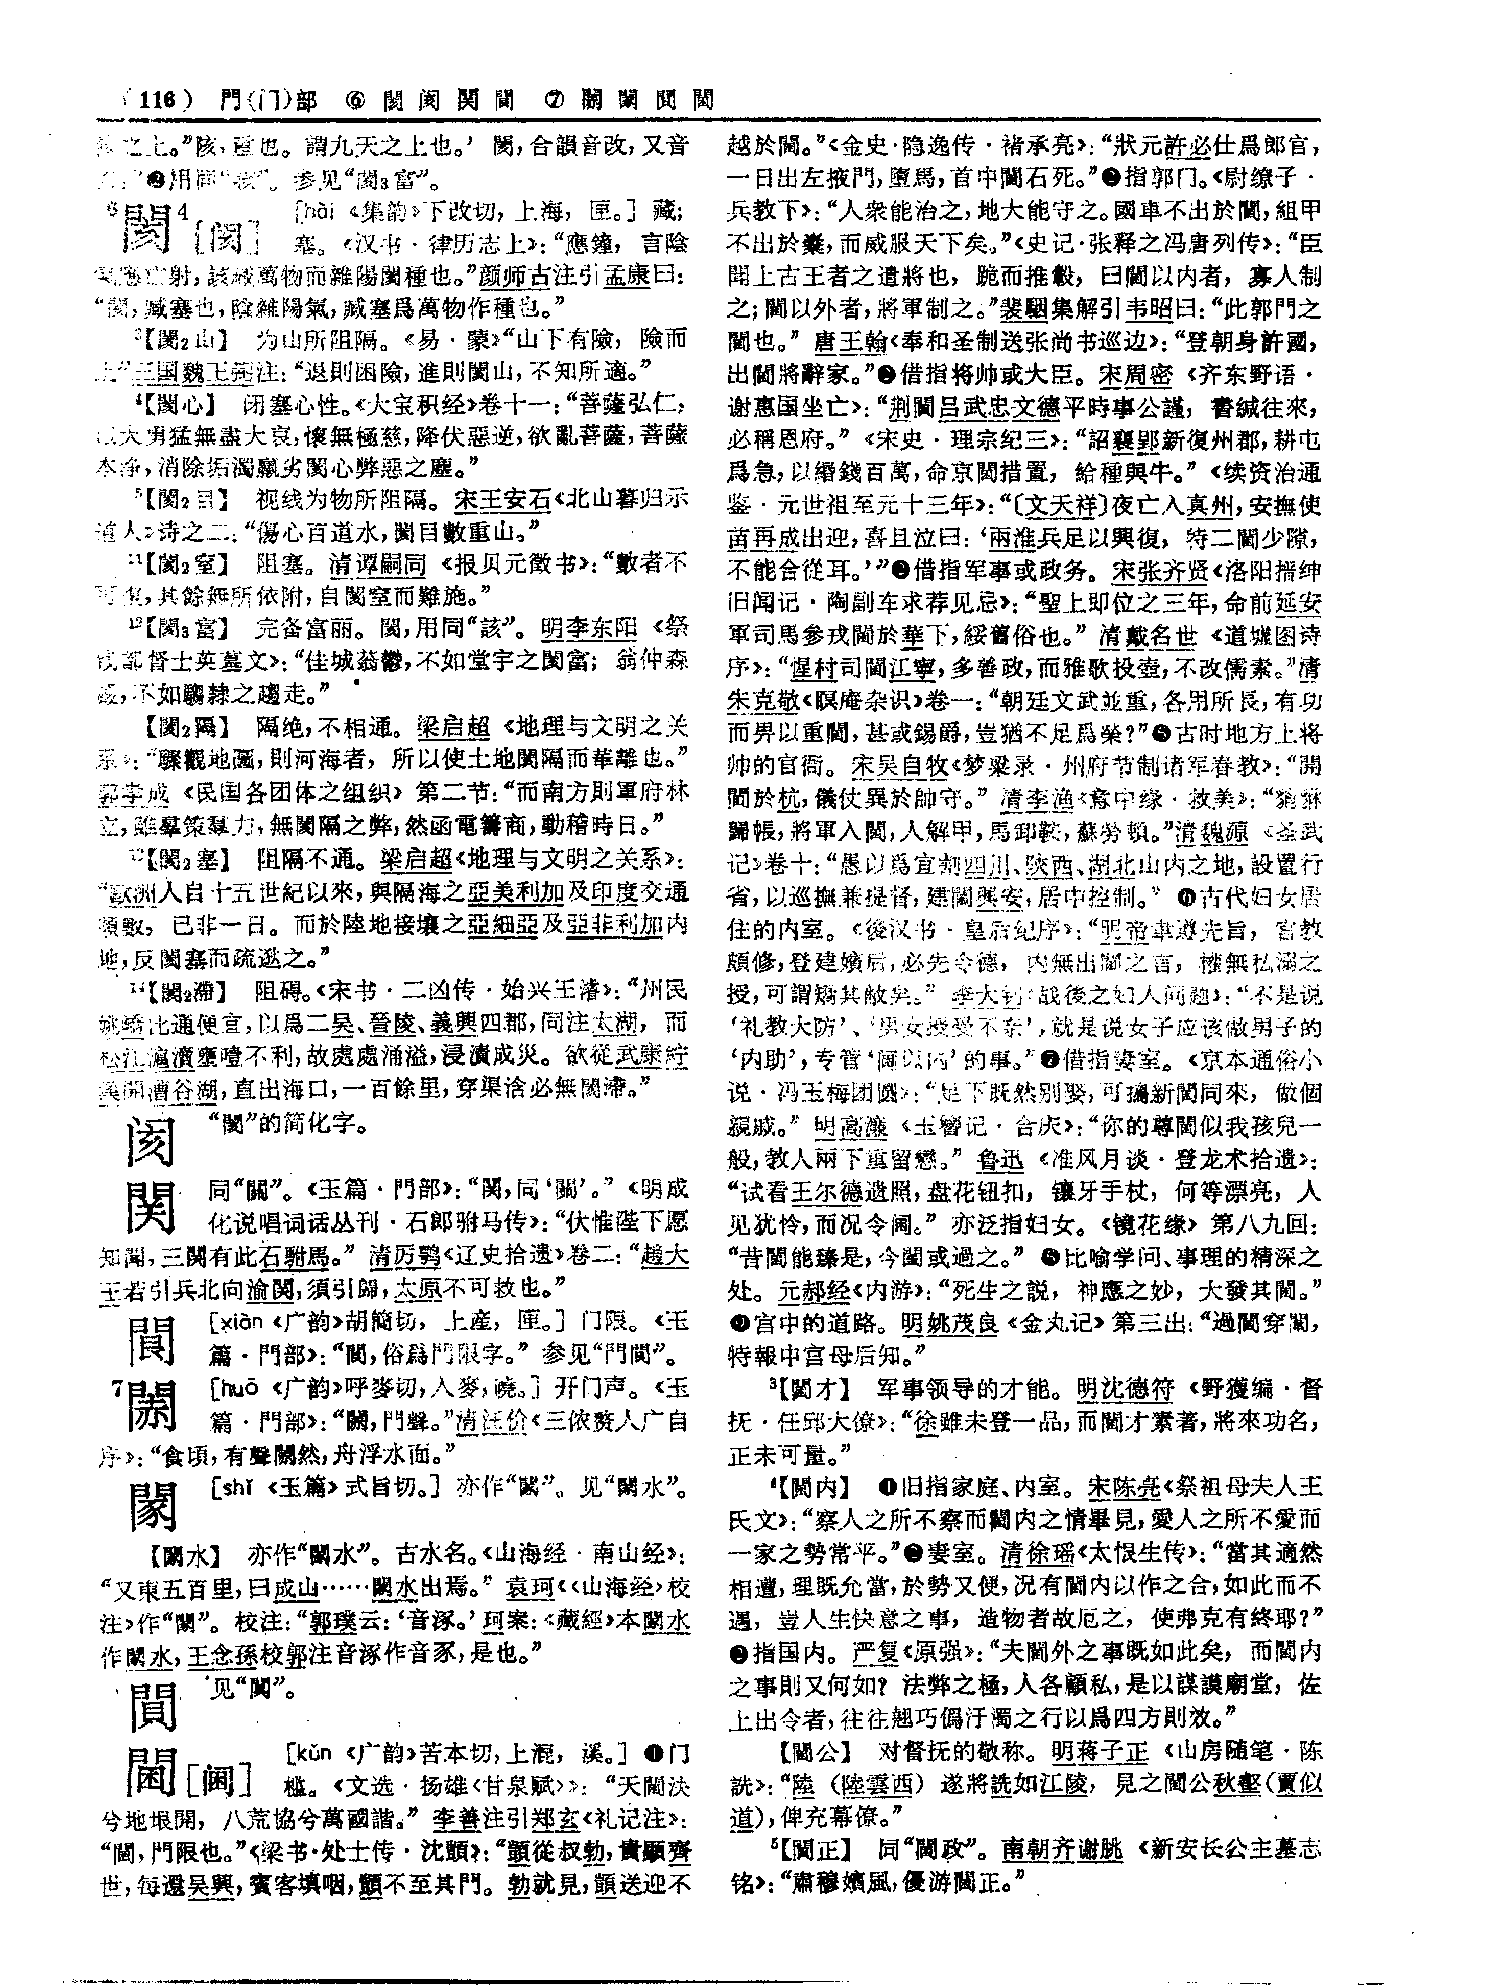 (116) 門(门)部 ⑥ 閡 阂 関 閬 ⑦ 閫
之上。”陔,重也。謂九天之上也。’ 閡,合韻音改,又音
❷用同“該”。参见“閡3富”。
6閡4[阂] [hài 《集韵》下改切,上海,匣。] 藏;
塞。《汉书·律历志上》:“應鐘,言陰
氣應亡射,該臧萬物而雜陽閡種也。”颜师古注引孟康曰:
“閡,臧塞也,陰雜陽氣,臧塞爲萬物作種也。”
3【閡2山】 为山所阻隔。《易·蒙》“山下有險,險而
止”三国魏王弼注:“退則困險,進則閡山,不知所適。”
4【閡心】 闭塞心性。《大宝积经》卷十一:“菩薩弘仁,
以大勇猛無盡大哀,懷無極慈,降伏惡逆,欲亂菩薩,菩薩
本净,消除垢濁羸劣閡心弊惡之塵。”
5【閡2目】 视线为物所阻隔。宋王安石《北山暮归示
道人》诗之二:“傷心百道水,閡目數重山。”
11【閡2室】 阻塞。清谭嗣同《报贝元徵书》:“數者不
可復,其餘無所依附,自閡室而難施。”
12【閡3富】 完备富丽。閡,用同“該”。明李东阳《祭
成都督士英墓文》:“佳城蓊鬱,不如堂宇之閡富;翁仲森
不如騶隸之趨走。”
【閡2隔】 隔绝,不相通。梁启超《地理与文明之关
系》:“驟觀地圖,則河海者,所以使土地閡隔而華離也。”
郭孝成《民国各团体之组织》第二节:“而南方則軍府林
立,雖羣策羣力,無閡隔之弊,然函電籌商,動稽時日。”
13【閡2塞】 阻隔不通。梁启超《地理与文明之关系》:
“歐洲人自十五世紀以來,與隔海之亞美利加及印度交通
頻數,已非一日。而於陸地接壤之亞細亞及亞非利加内
地,反閡塞而疏逖之。”
14【閡2滯】 阻碍。《宋书·二凶传·始兴王濬》:“州民
姚嶠比通便宜,以爲二吴、晉陵、義興四郡,同注太湖,而
松江滬瀆壅噎不利,故處處涌溢,浸漬成災。欲從武康紵
溪開漕谷湖,直出海口,一百餘里,穿渠浛必無閡滯。”
阂 “閡”的简化字。
関 同“關”。《玉篇·門部》:“関,同‘關’。”《明成
化说唱词话丛刊·石郎驸马传》:“伏惟陛下愿
知聞,三関有此石駙馬。”清厉鹗《辽史拾遗》卷二:“趙大
王若引兵北向渝関,須引歸,太原不可救也。”
[xiàn《广韵》胡簡切,上産,匣。] 门限。《玉
篇·門部》:“俗爲門限字。”
7 [huō《广韵》呼麥切,入麥,曉。] 开门声。《玉
篇·門部》:“門聲。”清汪价《三侬赘人广自
序》:“食頃,有聲然,舟浮水面。”
[shǐ《玉篇》式旨切。] 亦作
古水名。《山海经·南山经》:
“又東五百里,曰成山……水出焉。”袁珂《〈山海经〉校
注》作校注:“郭璞云:‘音涿。’珂案:《藏經》本
水,王念孫校郭注音涿作音豕,是也。”
見
閫[阃] [kǔn《广韵》苦本切,上混,溪。] ❶门
橛。《文选·扬雄〈甘泉赋〉》:“天閫決
兮地垠開,八荒協兮萬國諧。”李善注引郑玄《礼记注》:
“閫,門限也。”《梁书·处士传·沈顗》:“顗從叔勃,貴顯齊
世,每還吴興,賓客填咽,顗不至其門。勃就見,顗送迎不
越於閫。”《金史·隐逸传·褚承亮》:“狀元許必仕爲郎官,
一日出左掖門,墮馬,首中閫石死。”❷指郭门。《尉缭子·
兵教下》:“人衆能治之,地大能守之。國車不出於閫,組甲
不出於橐,而威服天下矣。”《史记·张释之冯唐列传》:“臣
聞上古王者之遣將也,跪而推轂,曰閫以内者,寡人制
之;閫以外者,將軍制之。”裴駰集解引韦昭曰:“此郭門之
閫也。”唐王翰《奉和圣制送张尚书巡边》:“登朝身許國,
出閫將辭家。”❸借指将帅或大臣。宋周密《齐东野语·
谢惠国坐亡》:“荆閫吕武忠文德平時事公謹,書緘往來,
必稱恩府。”《宋史·理宗纪三》:“詔襄郢新復州郡,耕屯
爲急,以緡錢百萬,命京閫措置,給種與牛。”《续资治通
鉴·元世祖至元十三年》:“〔文天祥〕夜亡入真州,安撫使
苗再成出迎,喜且泣曰:‘兩淮兵足以興復,特二閫少隙,
不能合從耳。’”❹借指军事或政务。宋张齐贤《洛阳搢绅
旧闻记·陶副车求荐见忌》:“聖上即位之三年,命前延安
軍司馬參戎閫於華下,綏舊俗也。”清戴名世《道墟图诗
序》:“惺村司閫江寧,多善政,而雅歌投壺,不改儒素。”清
朱克敬《暝庵杂识》卷一:“朝廷文武並重,各用所長,有功
而畀以重閫,甚或錫爵,豈猶不足爲榮?”❺古时地方上将
帅的官衙。宋吴自牧《梦粱录·州府节制诸军春教》:“開
閫於杭,儀仗異於帥守。”清李渔《意中缘·救美》:“猶豫
歸帳,將軍入閫,人解甲,馬卸鞍,蘇勞頓。”清魏源《圣武
记》卷十:“愚以爲宜割四川、陝西、湖北山内之地,設置行
省,以巡撫兼提督,建閫興安,居中控制。”❻古代妇女居
住的内室。《後汉书·皇后纪序》:“明帝聿遵先旨,宫教
頗修,登建嬪后,必先令德,内無出閫之言,權無私溺之
授,可謂矯其敝矣。”李大钊《战後之妇人问题》:“不是说
‘礼教大防’、‘男女授受不亲’,就是说女子应该做男子的
‘内助’,专管‘阃以内’的事。”❼借指妻室。《京本通俗小
说·冯玉梅团圆》:“足下既然别娶,可攜新閫同來,做個
親戚。”明高濂《玉簪记·合庆》:“你的尊閫似我孩兒一
般,教人兩下重留戀。”鲁迅《准风月谈·登龙术拾遗》:
“试看王尔德遗照,盘花钮扣,镶牙手杖,何等漂亮,人
见犹怜,而况令阃。”亦泛指妇女。《镜花缘》第八九回:
“昔閫能臻是,今閫或過之。”❽比喻学问、事理的精深之
处。元郝经《内游》:“死生之説,神應之妙,大發其閫。”
❾宫中的道路。明姚茂良《金丸记》第三出:“過閫穿闈,
特報中宫母后知。”
3【閫才】 军事领导的才能。明沈德符《野獲编·督
抚·任邱大僚》:“徐雖未登一品,而閫才素著,將來功名,
正未可量。”
4【閫内】 ❶旧指家庭、内室。宋陈亮《祭祖母夫人王
氏文》:“察人之所不察而閫内之情畢見,愛人之所不愛而
一家之勢常平。”❷妻室。清徐瑶《太恨生传》:“當其適然
相遭,理既允當,於勢又便,況有閫内以作之合,如此而不
遇,豈人生快意之事,造物者故厄之,使弗克有終耶?”
❸指国内。严复《原强》:“夫閫外之事既如此矣,而閫内
之事則又何如?法弊之極,人各顧私,是以謀謨廟堂,佐
上出令者,往往翹巧僞汙濁之行以爲四方則效。”
【閫公】 对督抚的敬称。明蒋子正《山房随笔·陈
詵》:“陸(陸雲西)遂將詵如江陵,見之閫公秋壑(賈似
道),俾充幕僚。”
5【閫正】 同“閫政”。南朝齐谢朓《新安长公主墓志
铭》:“肅穆嬪風,優游閫正。”